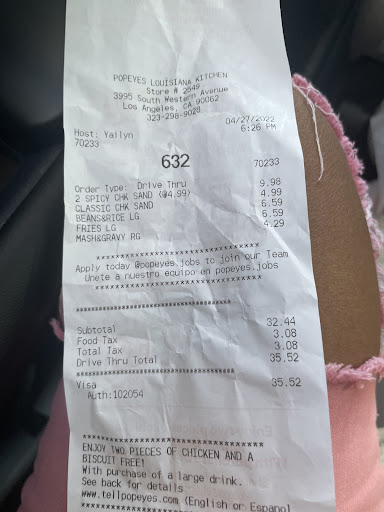 POPEYES LOUISIANA KITCHEN
Store # 2549
3995 South Western Avenue
Los Angeles, CA 90062
323-298-9028
04/27/2022
Host: Yailyn 6:26 PM
70233
632 70233
Order Type: Drive Thru
2 SPICY CHK SAND (@4.99) 9.98
CLASSIC CHK SAND 4.99
BEANS&RICE LG 6.59
FRIES LG 6.59
MASH&GRAVY RG 4.29
**********************************
Apply today @popeyes.jobs to join our Team
Unete a nuestro equipo en popeyes.jobs
**********************************
**********************************
Subtotal 32.44
Food Tax 3.08
Total Tax 3.08
Drive Thru Total 35.52
**********************************
Visa 35.52
Auth:102054
**********************************
ENJOY TWO PIECES OF CHICKEN AND A
BISCUIT FREE!
With purchase of a large drink.
See back for details
www.tellpopeyes.com (English or Espanol
**********************************